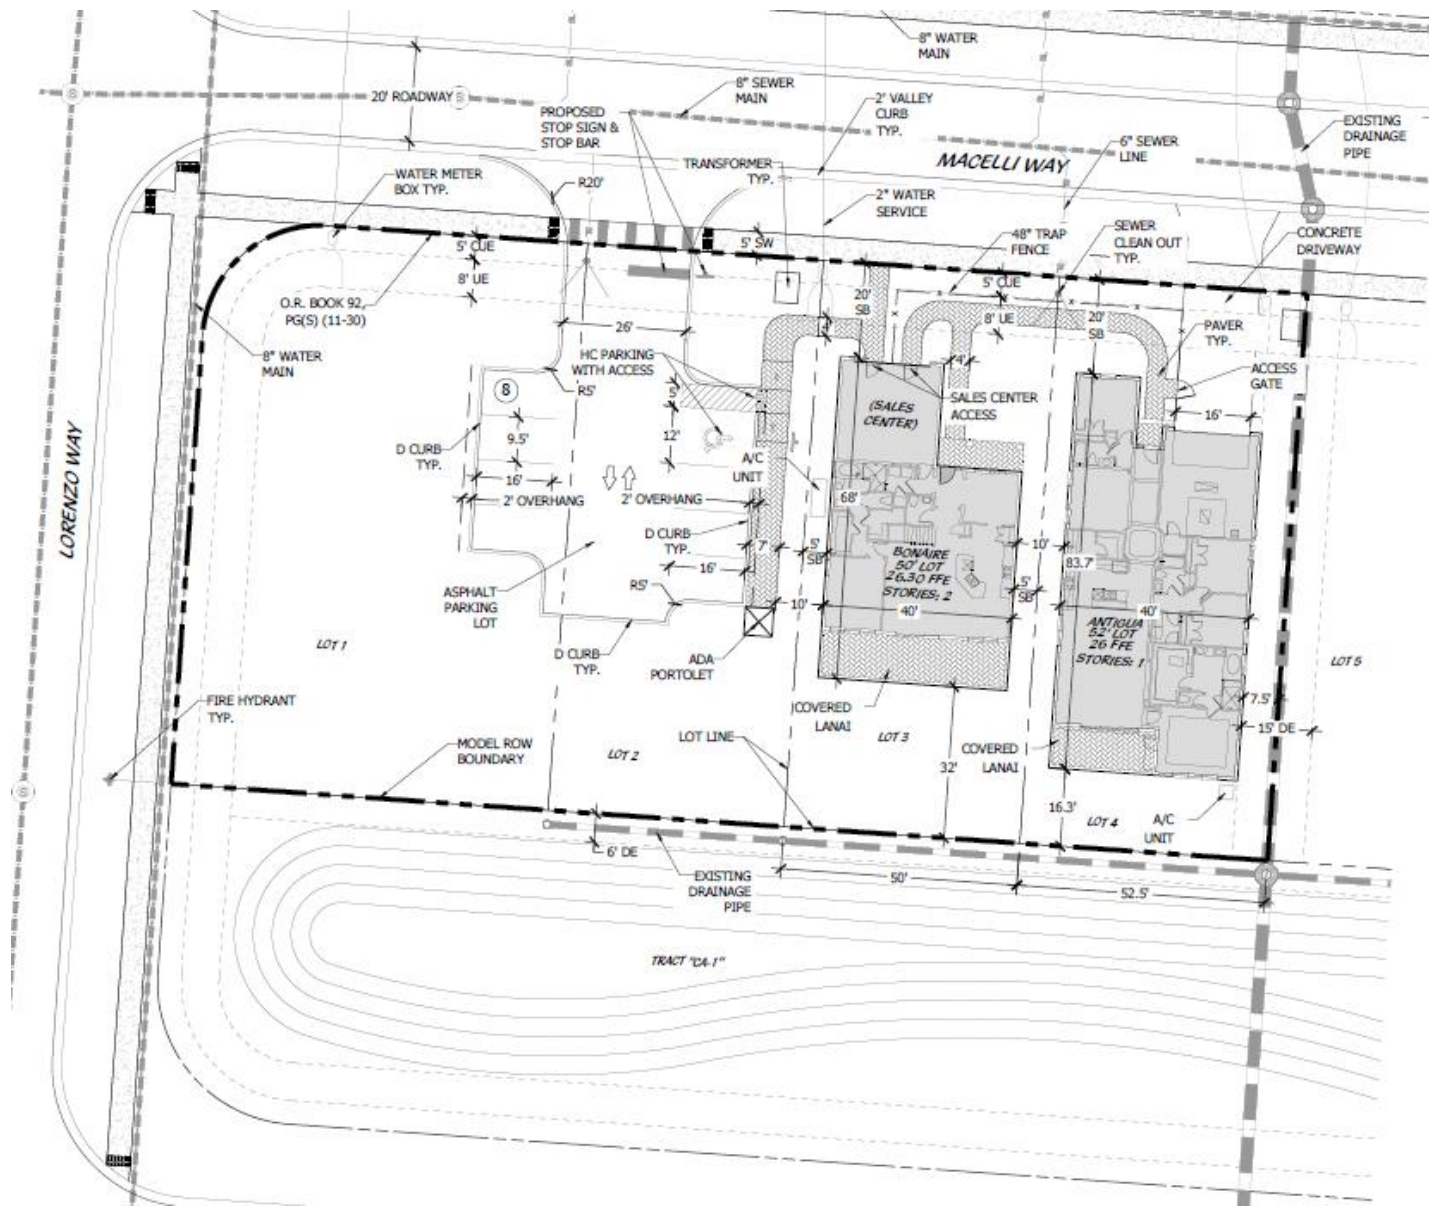 8" WATER
MAIN
20' ROADWAY
S
8" SEWER
MAIN
PROPOSED
STOP SIGN &
STOP BAR
2' VALLEY
CURB
TYP.
EXISTING
DRAINAGE
PIPE
6" SEWER
LINE
MACELLI WAY
TRANSFORMER
TYP.
WATER METER
BOX TYP.
R20'
2" WATER
SERVICE
48" TRAP
FENCE
SEWER
CLEAN OUT
TYP.
CONCRETE
DRIVEWAY
5' CUE
8' UE
5' SW
5' CUE
8' UE
20'
SB
20'
SB
O.R. BOOK 92,
PG(S) (11-30)
26'
8" WATER
MAIN
HC PARKING
WITH ACCESS
PAVER
TYP.
ACCESS
GATE
8
R5'
5'
4'
SALES CENTER
ACCESS
(SALES
CENTER)
16'
9.5'
12'
D CURB
TYP.
A/C
UNIT
16'
2' OVERHANG
2' OVERHANG
68'
LORENZO WAY
D CURB
TYP.
7'
5'
SB
BONAIRE
50' LOT
26.30 FFE
STORIES: 2
10'
83.7'
5'
SB
16'
R5'
10'
40'
40'
ASPHALT
PARKING
LOT
ANTIGUA
52' LOT
26 FFE
STORIES: 1
LOT 1
D CURB
TYP.
ADA
PORTOLET
LOT 5
FIRE HYDRANT
TYP.
COVERED
LANAI
7.5'
15' DE
MODEL ROW
BOUNDARY
LOT 2
LOT LINE
LOT 3
COVERED
LANAI
32'
16.3'
LOT 4
A/C
UNIT
S
6' DE
EXISTING
DRAINAGE
PIPE
50'
52.5'
TRACT "CA-1"